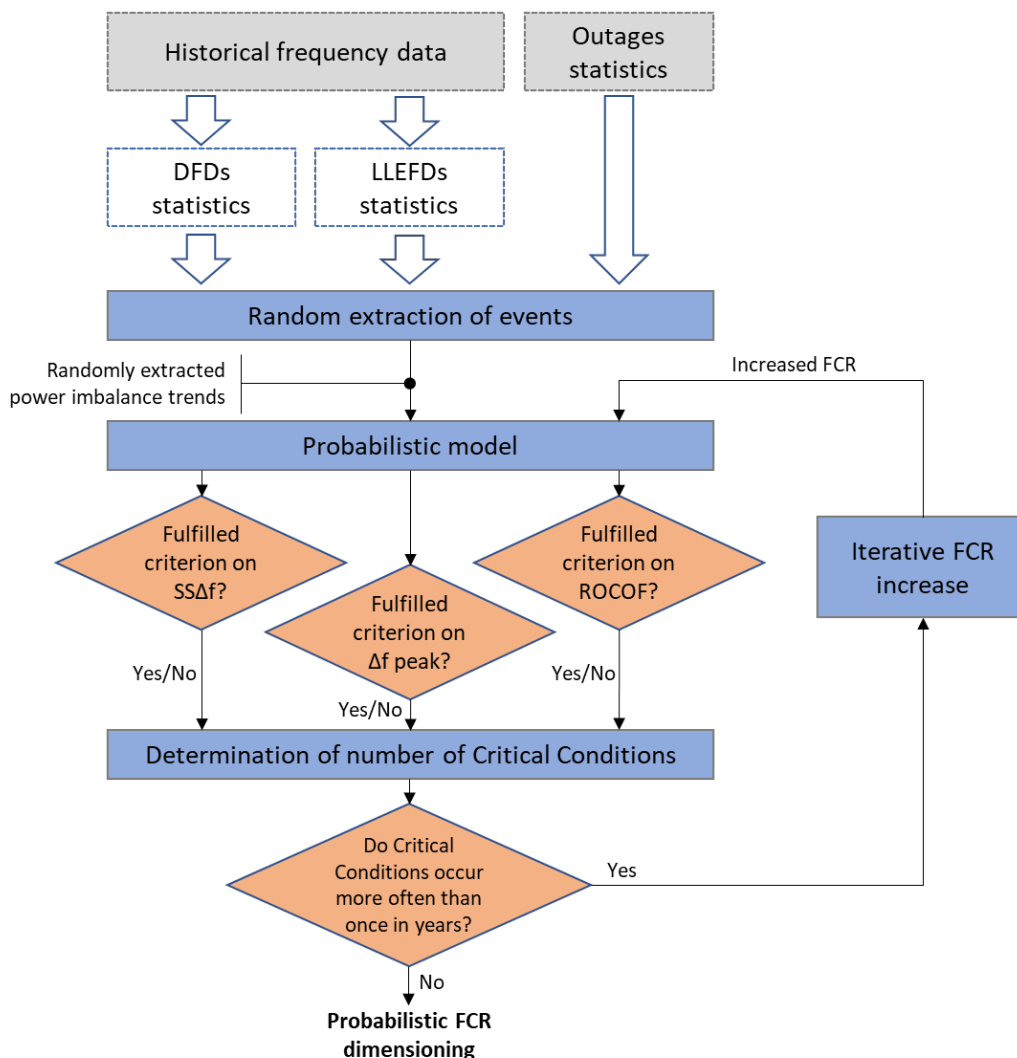 Historical frequency data
Outages
statistics
DFDs
statistics
LLEFDs
statistics
Random extraction of events
Randomly extracted
power imbalance trends
Increased FCR
Probabilistic model
Fulfilled
criterion on
SSΔf?
Fulfilled
criterion on
Δf peak?
Fulfilled
criterion on
ROCOF?
Iterative FCR
increase
Yes/No
Yes/No
Yes/No
Determination of number of Critical Conditions
Do Critical
Conditions occur
more often than
once in years?
Yes
No
Probabilistic FCR
dimensioning